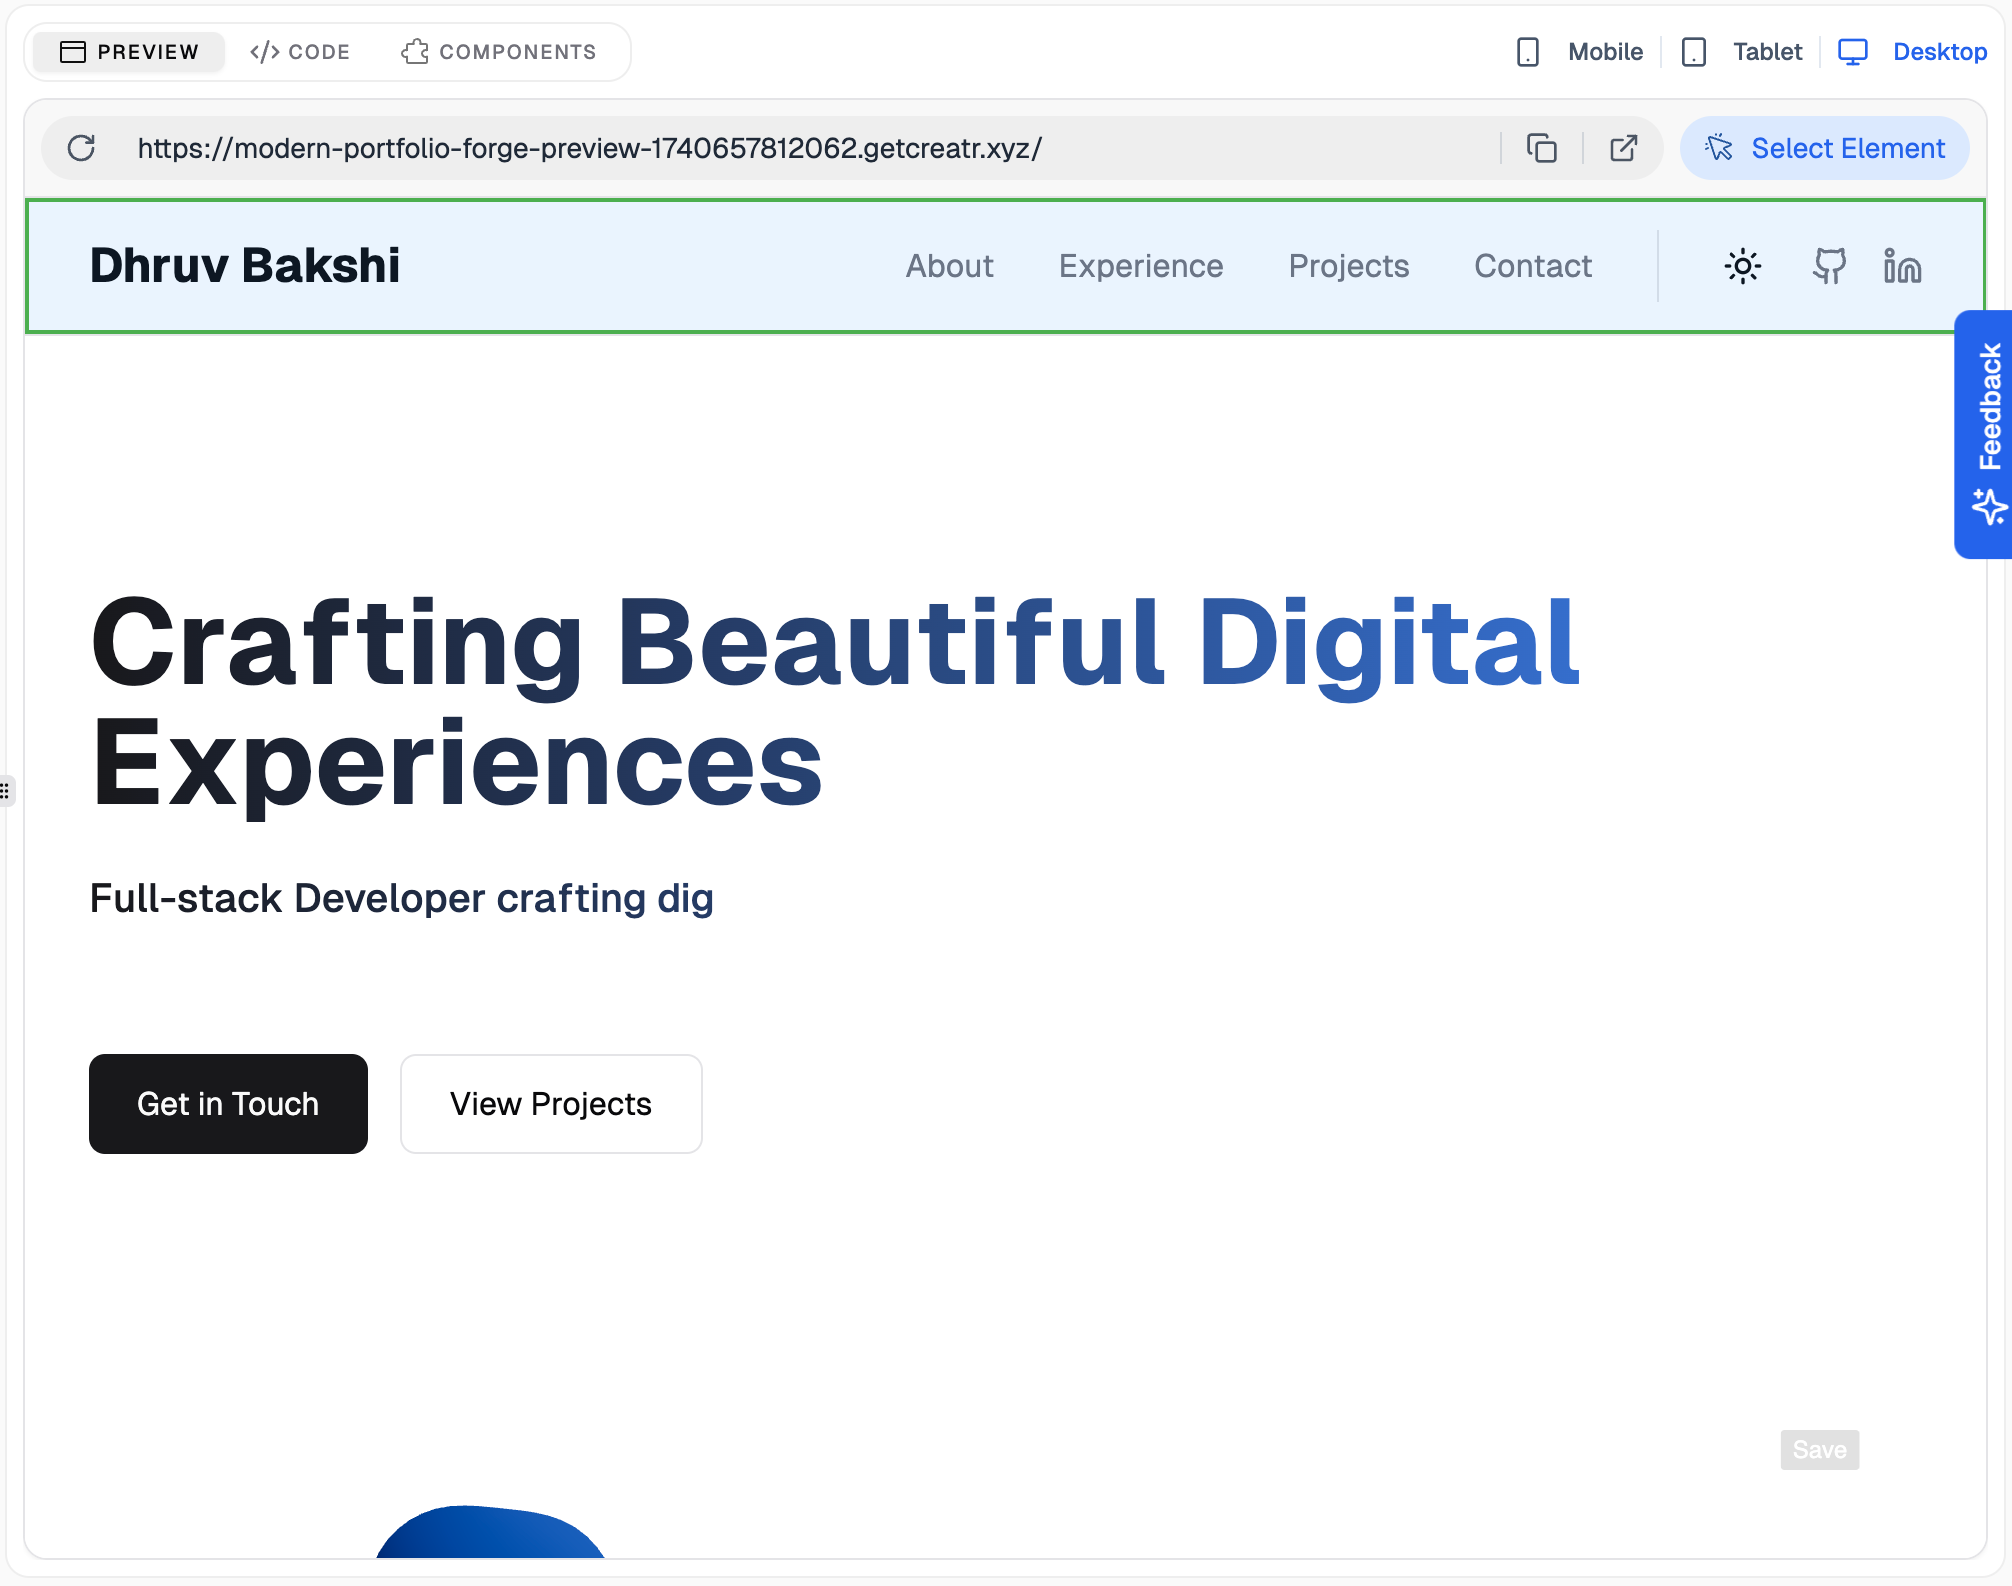 PREVIEW </> CODE COMPONENTS Mobile Tablet Desktop
https://modern-portfolio-forge-preview-1740657812062.getcreatr.xyz/ Select Element
Dhruv Bakshi About Experience Projects Contact
Feedback
Crafting Beautiful Digital
Experiences
Full-stack Developer crafting dig
Get in Touch View Projects
Save